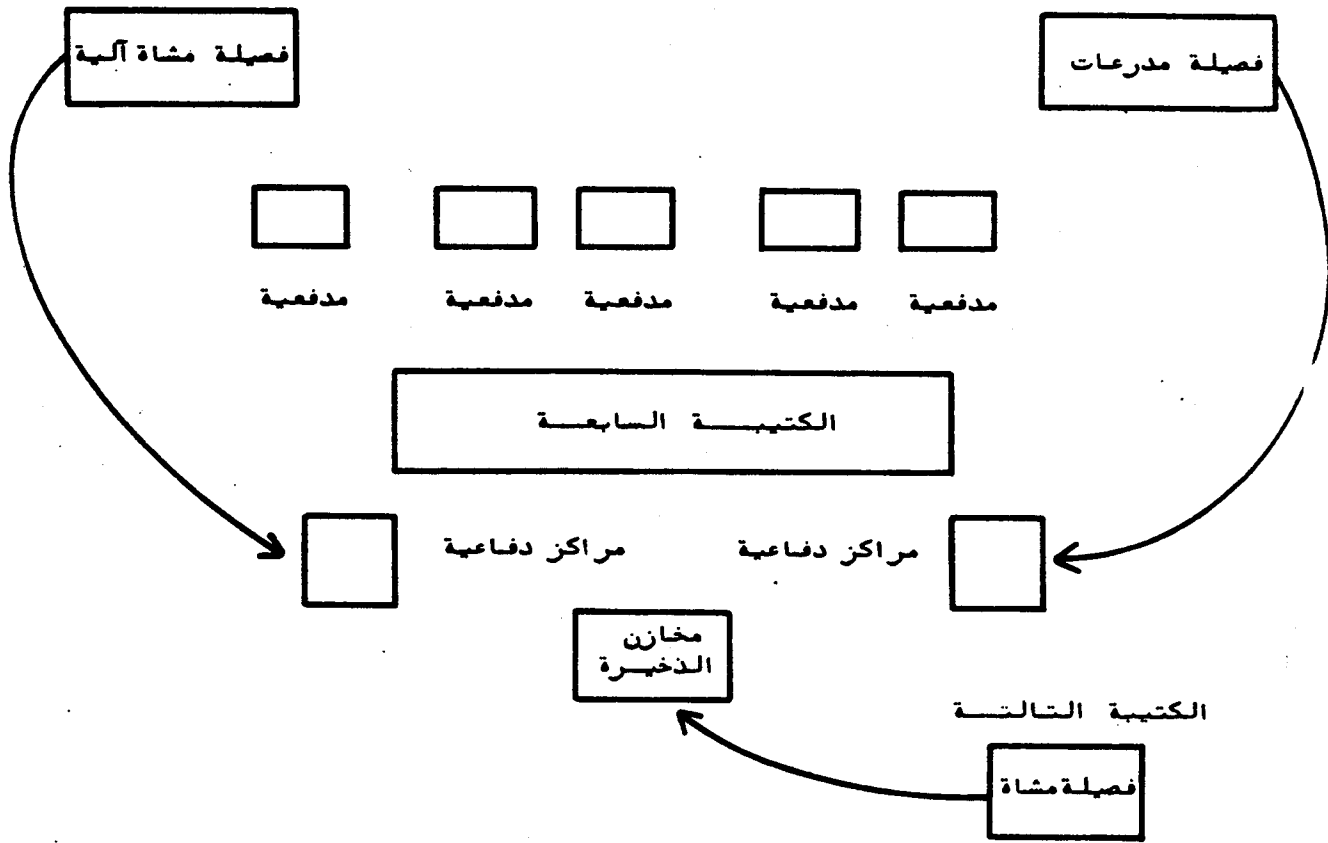 فصيلة مدرعات
فصيلة مشاة آلية
مدفعية
مدفعية
مدفعية
مدفعية
مدفعية
الكتيبة السابعة
مراكز دفاعية
مراكز دفاعية
مخازن
الذخيرة
الكتيبة التالتة
فصيلة مشاة